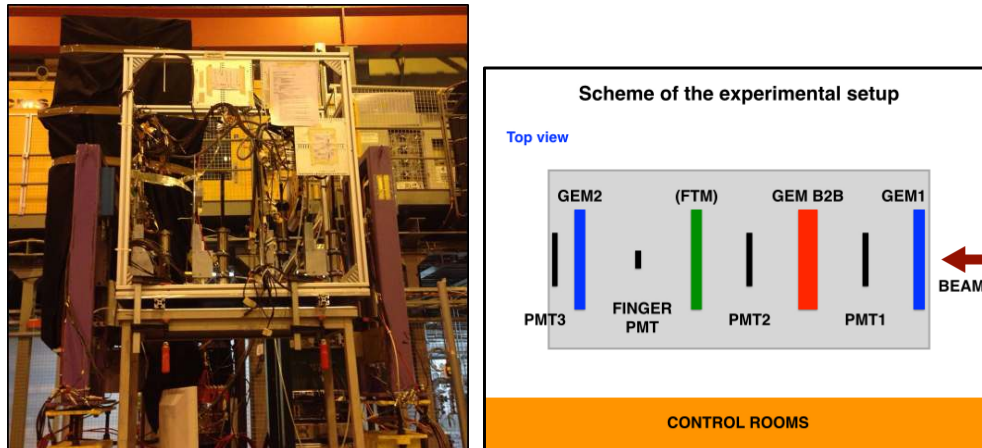 Scheme of the experimental setup
Top view
GEM2
(FTM)
GEM B2B
GEM1
BEAM
PMT3
FINGER
PMT
PMT2
PMT1
CONTROL ROOMS